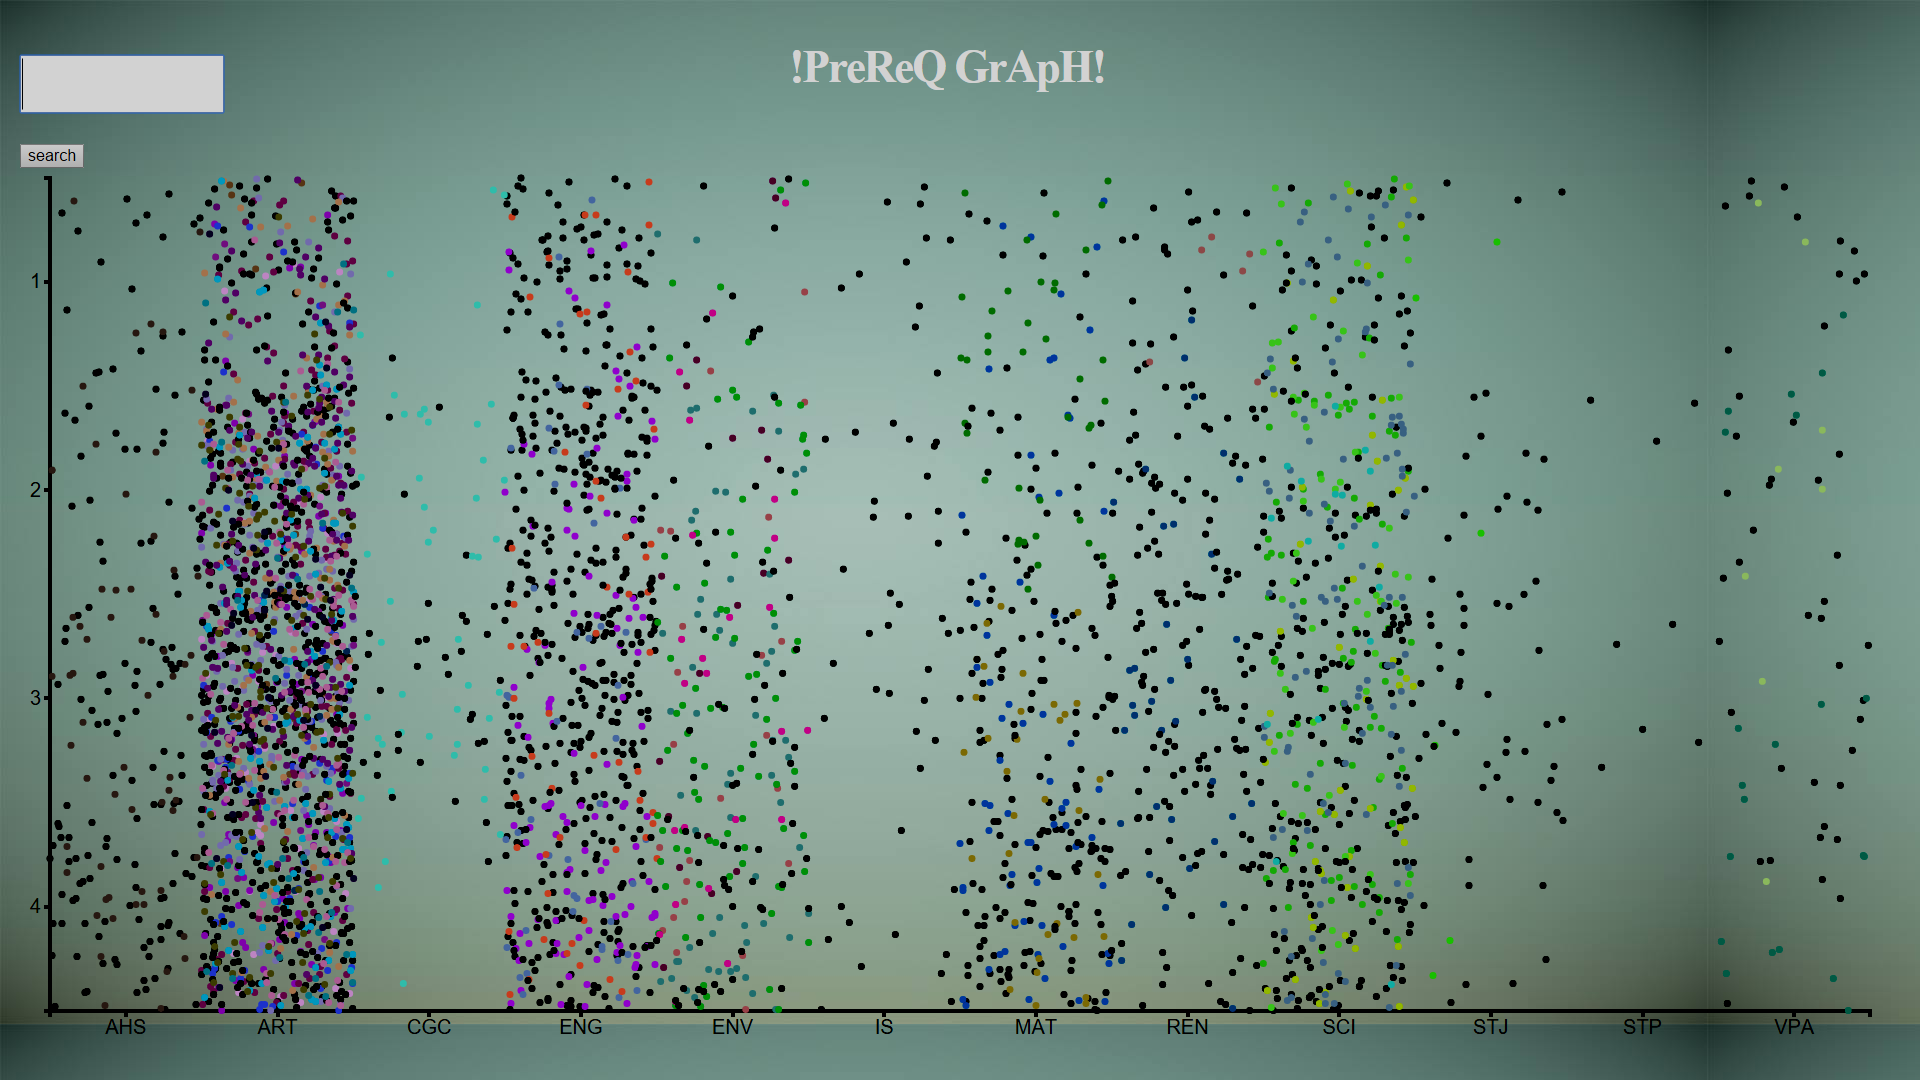 !PreReQ GrApH!
search
1
2
3
4
AHS ART CGC ENG ENV IS MAT REN SCI STJ STP VPA